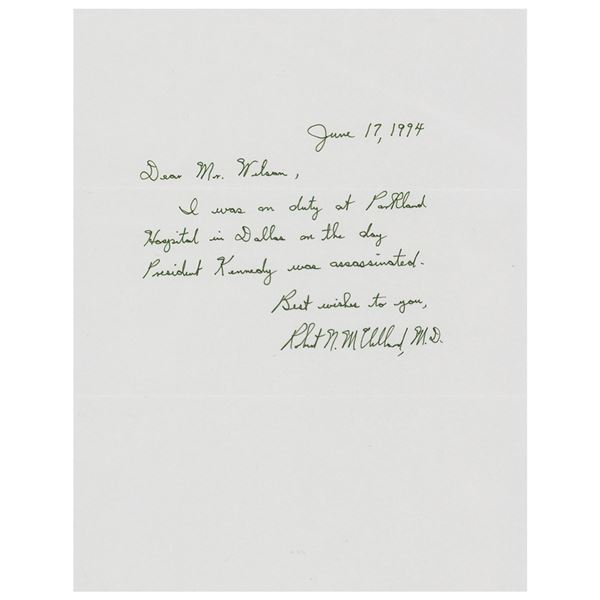 June 17, 1994
Dear Mr. Wilson,
I was on duty at Parkland
Hospital in Dallas on the day
President Kennedy was assassinated.
Best wishes to you,
Robert N. McClelland, M.D.